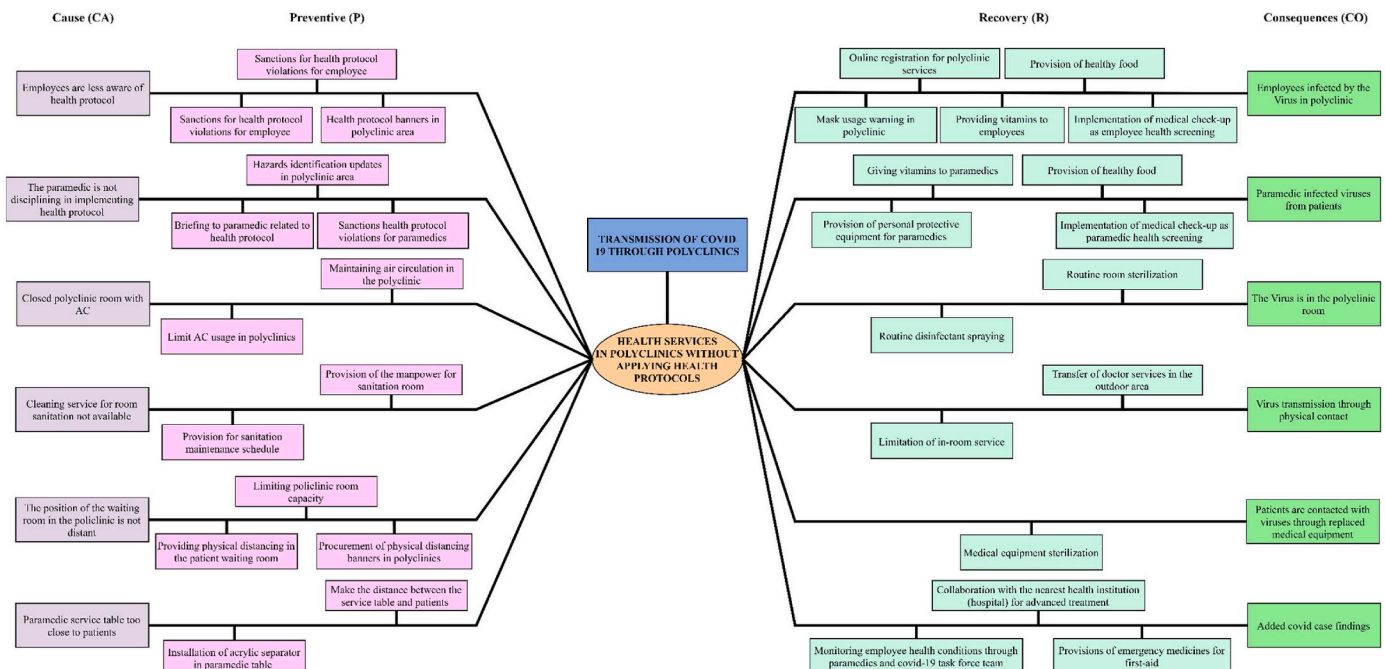 Cause (CA)
Preventive (P)
Recovery (R)
Consequences (CO)
Sanctions for health protocol
violations for employee
Employees are less aware of
health protocol
Sanctions for health protocol
violations for employee
Health protocol banners in
polyclinic area
Hazards identification updates
in polyclinic area
The paramedic is not
disciplining in implementing
health protocol
Briefing to paramedic related to
health protocol
Sanctions health protocol
violations for paramedics
Maintaining air circulation in
the polyclinic
Closed polyclinic room with
AC
Limit AC usage in polyclinics
Provision of the manpower for
sanitation room
Cleaning service for room
sanitation not available
Provision for sanitation
maintenance schedule
Limiting policlinic room
capacity
The position of the waiting
room in the policlinic is not
distant
Providing physical distancing in
the patient waiting room
Procurement of physical distancing
banners in polyclinics
Make the distance between the
service table and patients
Paramedic service table too
close to patients
Installation of acrylic separator
in paramedic table
TRANSMISSION OF COVID
19 THROUGH POLYCLINICS
HEALTH SERVICES
IN POLYCLINICS WITHOUT
APPLYING HEALTH
PROTOCOLS
Online registration for polyclinic
services
Provision of healthy food
Employees infected by the
Virus in polyclinic
Mask usage warning in
polyclinic
Providing vitamins to
employees
Implementation of medical check-up
as employee health screening
Giving vitamins to paramedics
Provision of healthy food
Paramedic infected viruses
from patients
Provision of personal protective
equipment for paramedics
Implementation of medical check-up as
paramedic health screening
Routine room sterilization
The Virus is in the polyclinic
room
Routine disinfectant spraying
Transfer of doctor services in the
outdoor area
Virus transmission through
physical contact
Limitation of in-room service
Patients are contacted with
viruses through replaced
medical equipment
Medical equipment sterilization
Collaboration with the nearest health institution
(hospital) for advanced treatment
Added covid case findings
Monitoring employee health conditions through
paramedics and covid-19 task force team
Provisions of emergency medicines for
first-aid